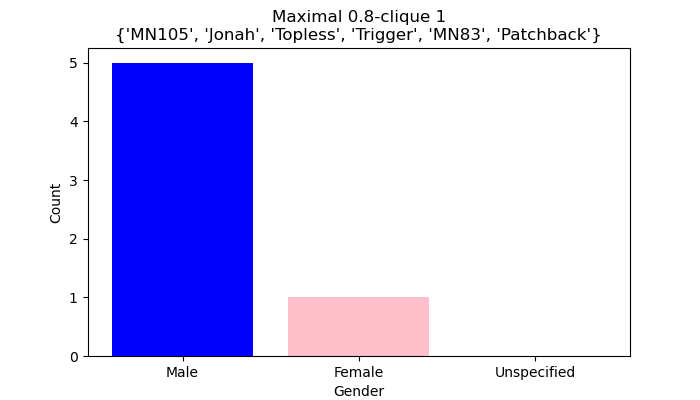 Maximal 0.8-clique 1
{'MN105', 'Jonah', 'Topless', 'Trigger', 'MN83', 'Patchback'}
5
4
3
2
1
0
Count
Male
Female
Unspecified
Gender